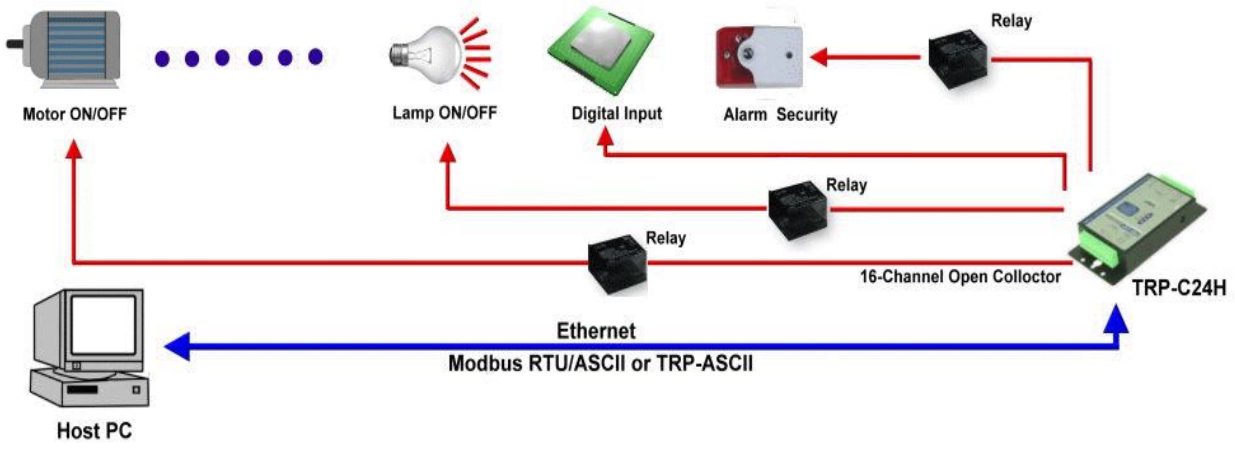 Relay
Motor ON/OFF
Lamp ON/OFF
Digital Input
Alarm Security
Relay
Relay
16-Channel Open Colloctor
TRP-C24H
Ethernet
Modbus RTU/ASCII or TRP-ASCII
Host PC